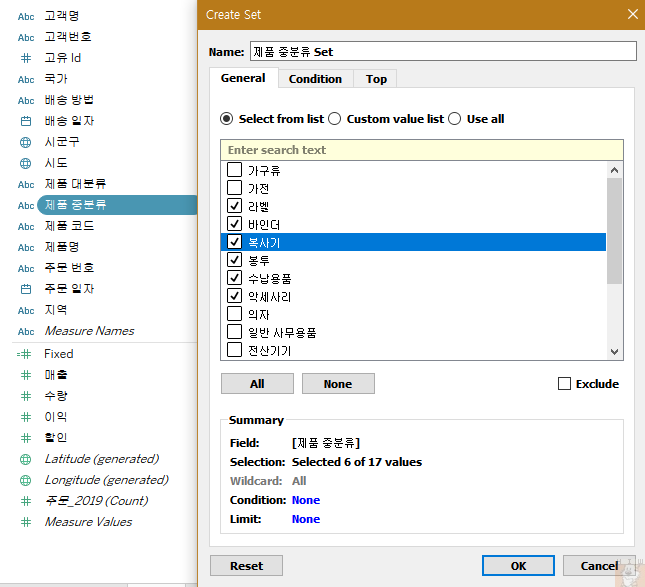 Abc 고객명
Abc 고객번호
# 고유 Id
Abc 국가
Abc 배송 방법
배송 일자
시군구
시도
Abc 제품 대분류
Abc 제품 중분류
Abc 제품 코드
Abc 제품명
Abc 주문 번호
주문 일자
Abc 지역
Abc Measure Names
=# Fixed
# 매출
# 수량
# 이익
# 할인
Latitude (generated)
Longitude (generated)
# 주문_2019 (Count)
# Measure Values
Create Set
Name: 제품 중분류 Set
General Condition Top
Select from list Custom value list Use all
Enter search text
가구류
가전
라벨
바인더
복사기
봉투
수납용품
악세사리
의자
일반 사무용품
전산기기
All None Exclude
Summary
Field: [제품 중분류]
Selection: Selected 6 of 17 values
Wildcard: All
Condition: None
Limit: None
Reset OK Cancel